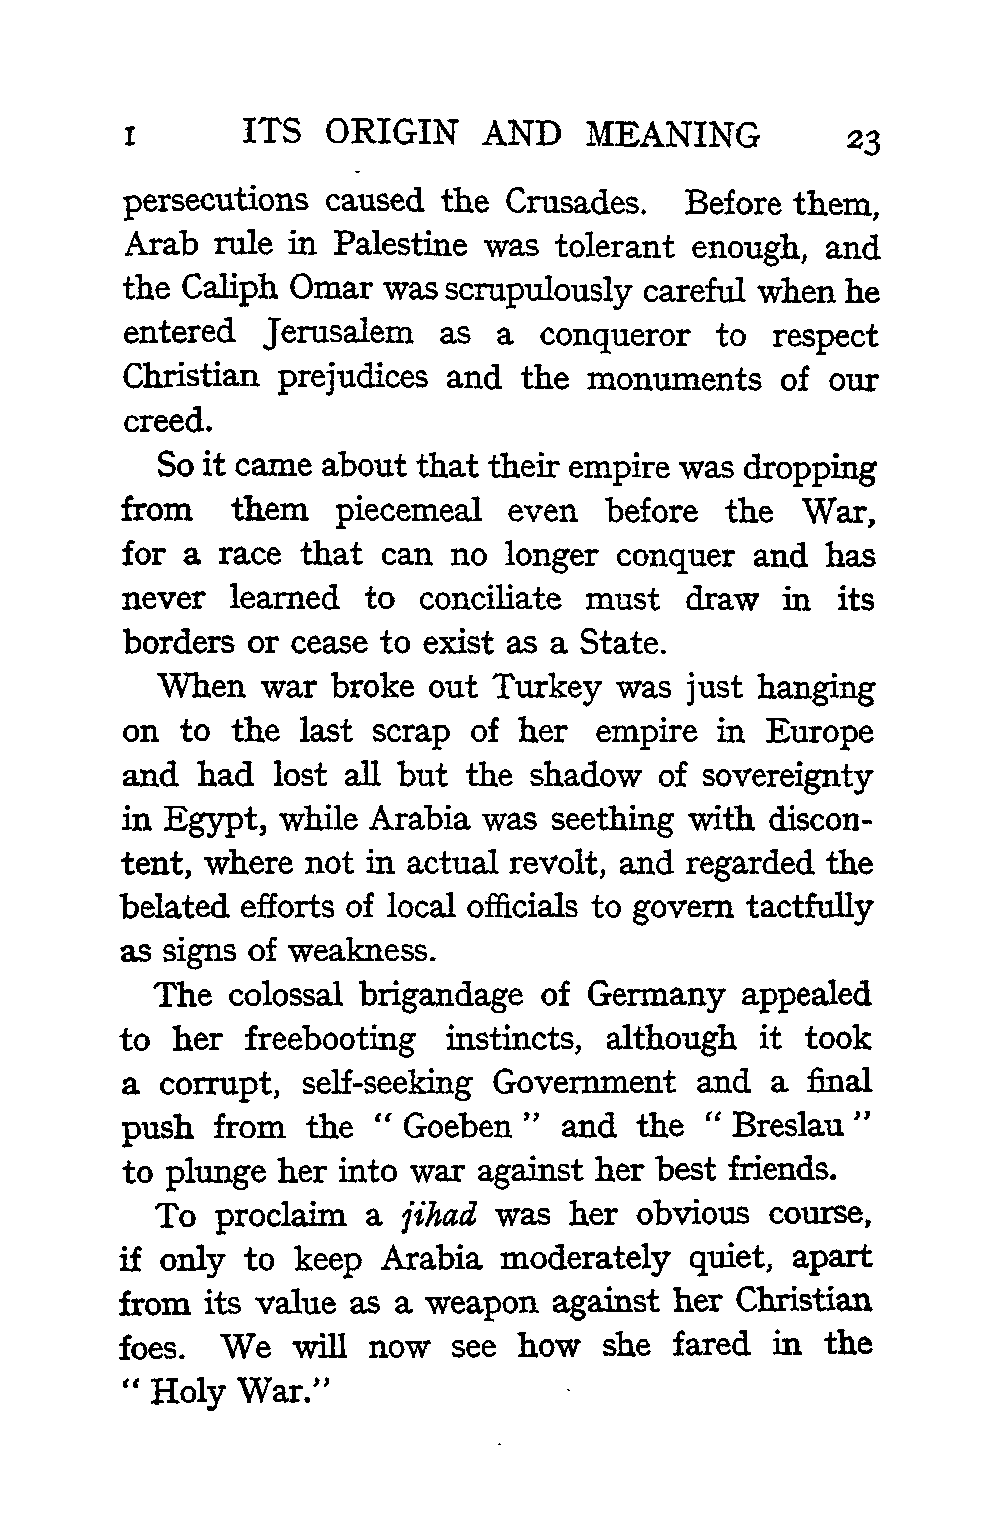 I ITS ORIGIN AND MEANING 23
persecutions caused the Crusades. Before them,
Arab rule in Palestine was tolerant enough, and
the Caliph Omar was scrupulously careful when he
entered Jerusalem as a conqueror to respect
Christian prejudices and the monuments of our
creed.
So it came about that their empire was dropping
from them piecemeal even before the War,
for a race that can no longer conquer and has
never learned to conciliate must draw in its
borders or cease to exist as a State.
When war broke out Turkey was just hanging
on to the last scrap of her empire in Europe
and had lost all but the shadow of sovereignty
in Egypt, while Arabia was seething with discon-
tent, where not in actual revolt, and regarded the
belated efforts of local officials to govern tactfully
as signs of weakness.
The colossal brigandage of Germany appealed
to her freebooting instincts, although it took
a corrupt, self-seeking Government and a final
push from the “ Goeben ” and the “ Breslau ”
to plunge her into war against her best friends.
To proclaim a jihad was her obvious course,
if only to keep Arabia moderately quiet, apart
from its value as a weapon against her Christian
foes. We will now see how she fared in the
“ Holy War.”